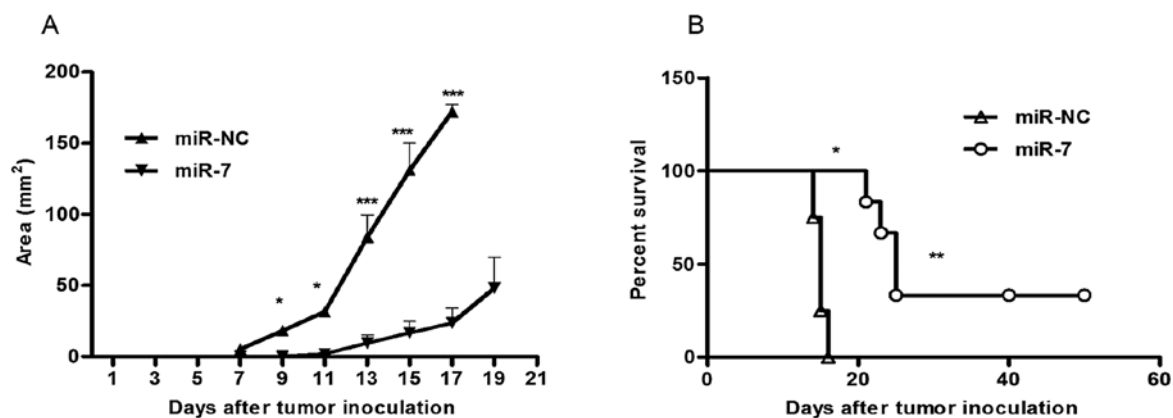 A
200
150
100
50
0
Area (mm²)
miR-NC
miR-7
*
*
***
***
***
1 3 5 7 9 11 13 15 17 19 21
Days after tumor inoculation
B
150
100
50
0
Percent survival
miR-NC
miR-7
*
**
0 20 40 60
Days after tumor inoculation